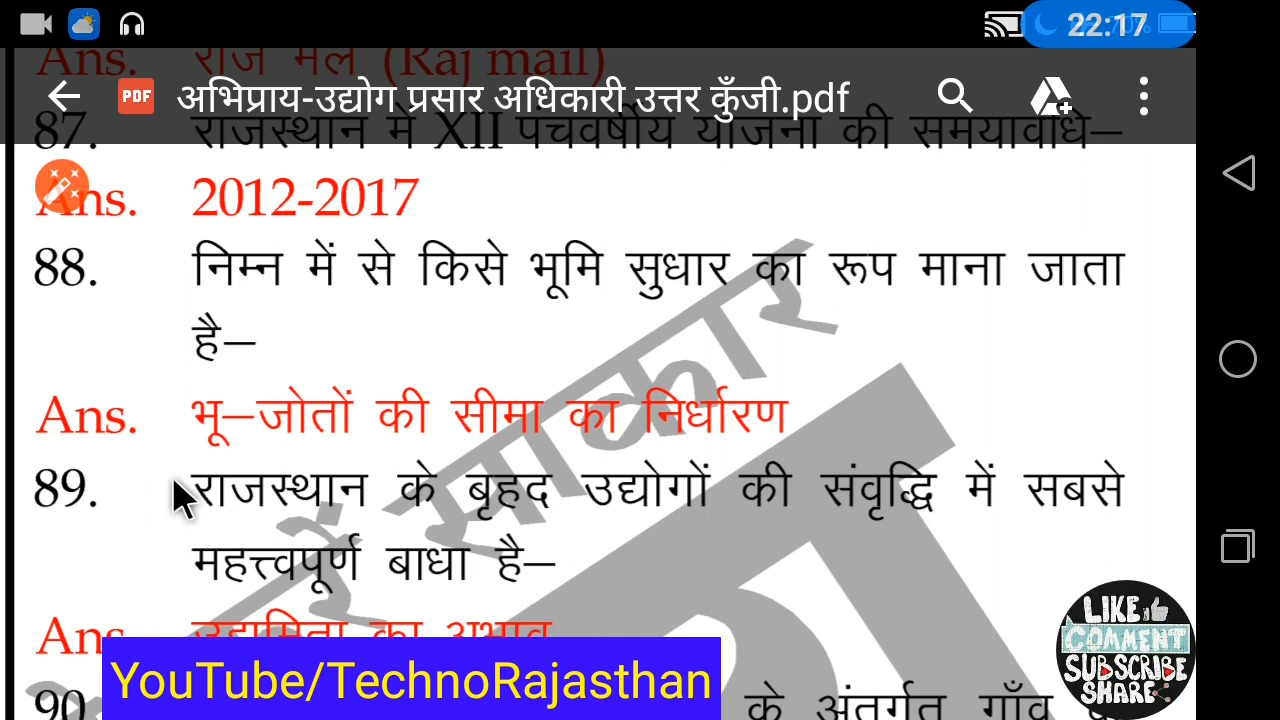 22:17
Ans. राज मेल (Raj mail)
PDF अभिप्राय-उद्योग प्रसार अधिकारी उत्तर कुँजी.pdf
87. राजस्थान में XII पंचवर्षीय योजना की समयावधि–
Ans. 2012-2017
88. निम्न में से किसे भूमि सुधार का रूप माना जाता
है–
Ans. भू–जोतों की सीमा का निर्धारण
89. राजस्थान के बृहद उद्योगों की संवृद्धि में सबसे
महत्त्वपूर्ण बाधा है–
Ans. उद्यमिता का अभाव
90 के अंतर्गत गाँव
YouTube/TechnoRajasthan
LIKE
COMMENT
SUBSCRIBE
SHARE
साकार